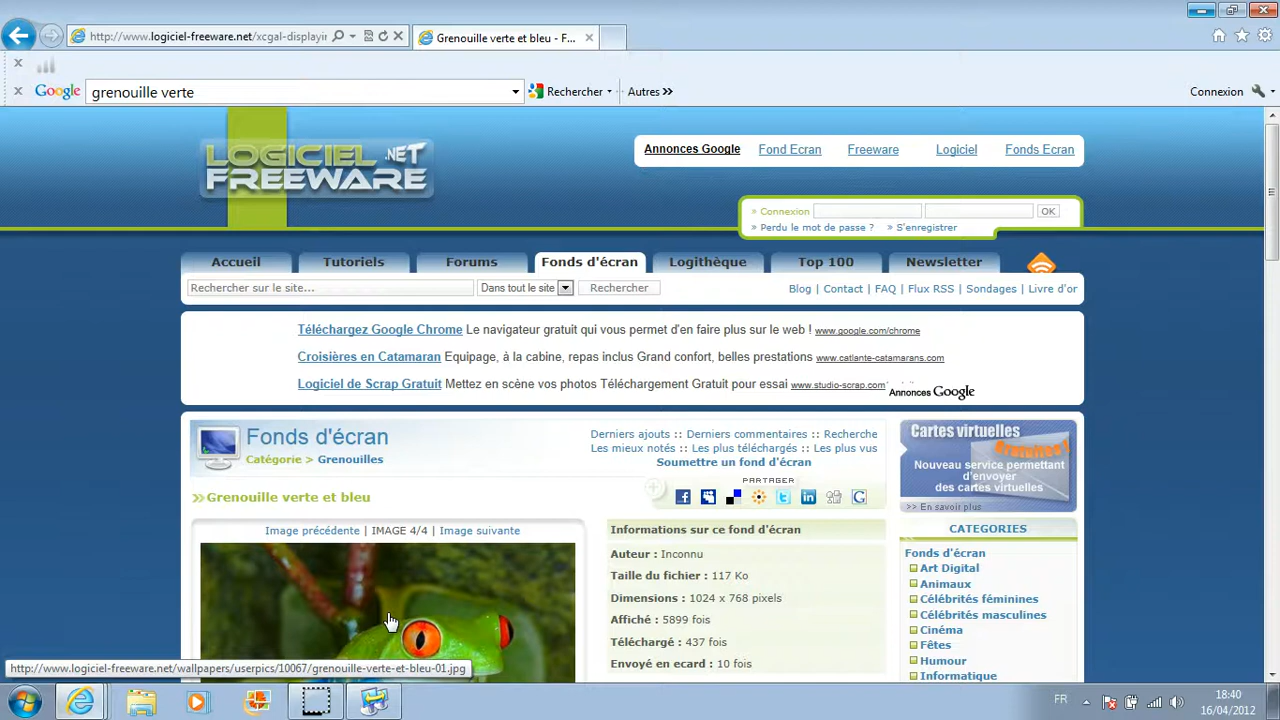 http://www.logiciel-freeware.net/xcgal-displayin
Grenouille verte et bleu - F...
Google grenouille verte Rechercher Autres »
Connexion
LOGICIEL .NET
FREEWARE
Annonces Google Fond Ecran Freeware Logiciel Fonds Ecran
» Connexion OK
» Perdu le mot de passe ? » S'enregistrer
Accueil Tutoriels Forums Fonds d'écran Logithèque Top 100 Newsletter
Rechercher sur le site... Dans tout le site Rechercher
Blog | Contact | FAQ | Flux RSS | Sondages | Livre d'or
Téléchargez Google Chrome Le navigateur gratuit qui vous permet d'en faire plus sur le web ! www.google.com/chrome
Croisières en Catamaran Equipage, à la cabine, repas inclus Grand confort, belles prestations www.catlante-catamarans.com
Logiciel de Scrap Gratuit Mettez en scène vos photos Téléchargement Gratuit pour essai www.studio-scrap.com
Annonces Google
Fonds d'écran
Catégorie > Grenouilles
Derniers ajouts :: Derniers commentaires :: Recherche
Les mieux notés :: Les plus téléchargés :: Les plus vus
Soumettre un fond d'écran
PARTAGER
»Grenouille verte et bleu
Image précédente | IMAGE 4/4 | Image suivante
Informations sur ce fond d'écran
Auteur : Inconnu
Taille du fichier : 117 Ko
Dimensions : 1024 x 768 pixels
Affiché : 5899 fois
Téléchargé : 437 fois
Envoyé en ecard : 10 fois
Cartes virtuelles
Gratuites!
Nouveau service permettant
d'envoyer
des cartes virtuelles
>> En savoir plus
CATEGORIES
Fonds d'écran
Art Digital
Animaux
Célébrités féminines
Célébrités masculines
Cinéma
Fêtes
Humour
Informatique
http://www.logiciel-freeware.net/wallpapers/userpics/10067/grenouille-verte-et-bleu-01.jpg
FR
18:40
16/04/2012